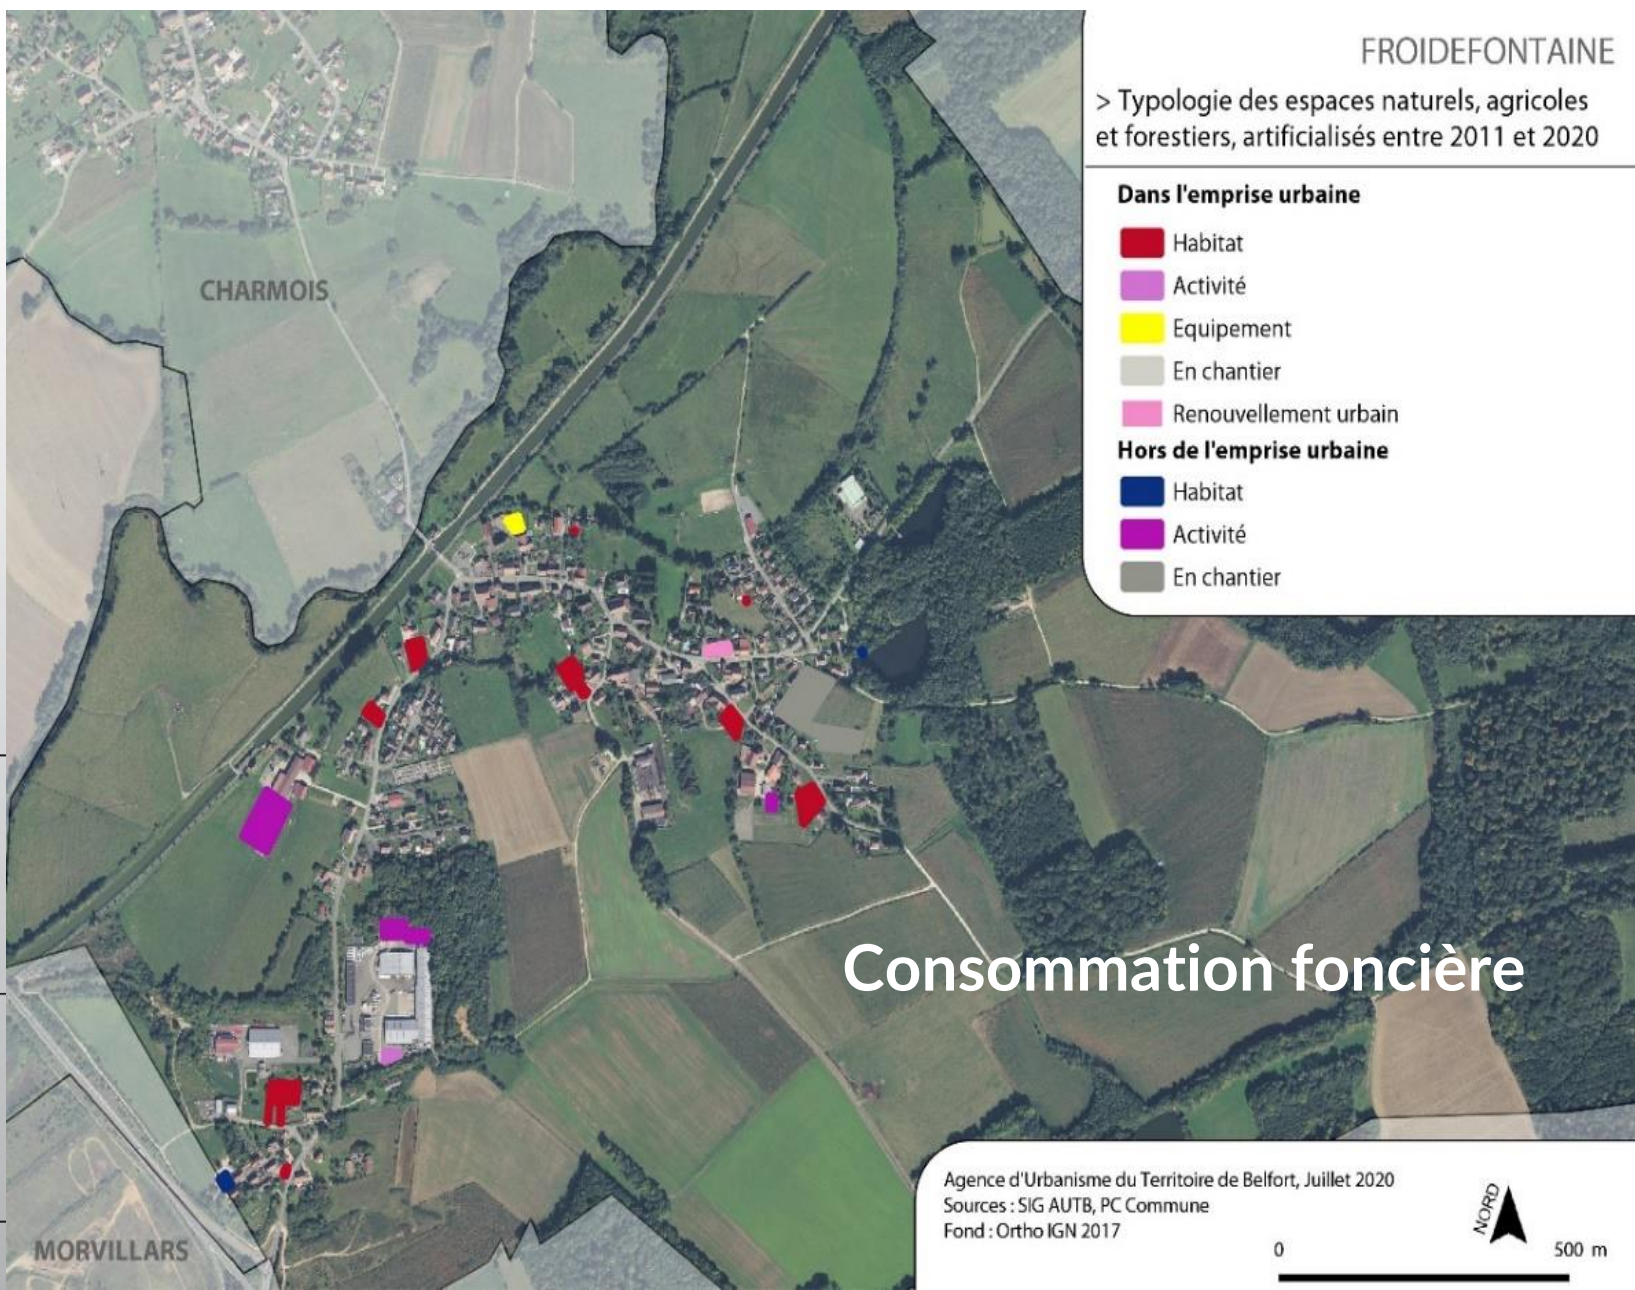 FROIDEFONTAINE
> Typologie des espaces naturels, agricoles
et forestiers, artificialisés entre 2011 et 2020
Dans l'emprise urbaine
Habitat
Activité
Equipement
En chantier
Renouvellement urbain
Hors de l'emprise urbaine
Habitat
Activité
En chantier
CHARMOIS
Consommation foncière
MORVILLARS
Agence d'Urbanisme du Territoire de Belfort, Juillet 2020
Sources : SIG AUTB, PC Commune
Fond : Ortho IGN 2017
NORD
0 500 m